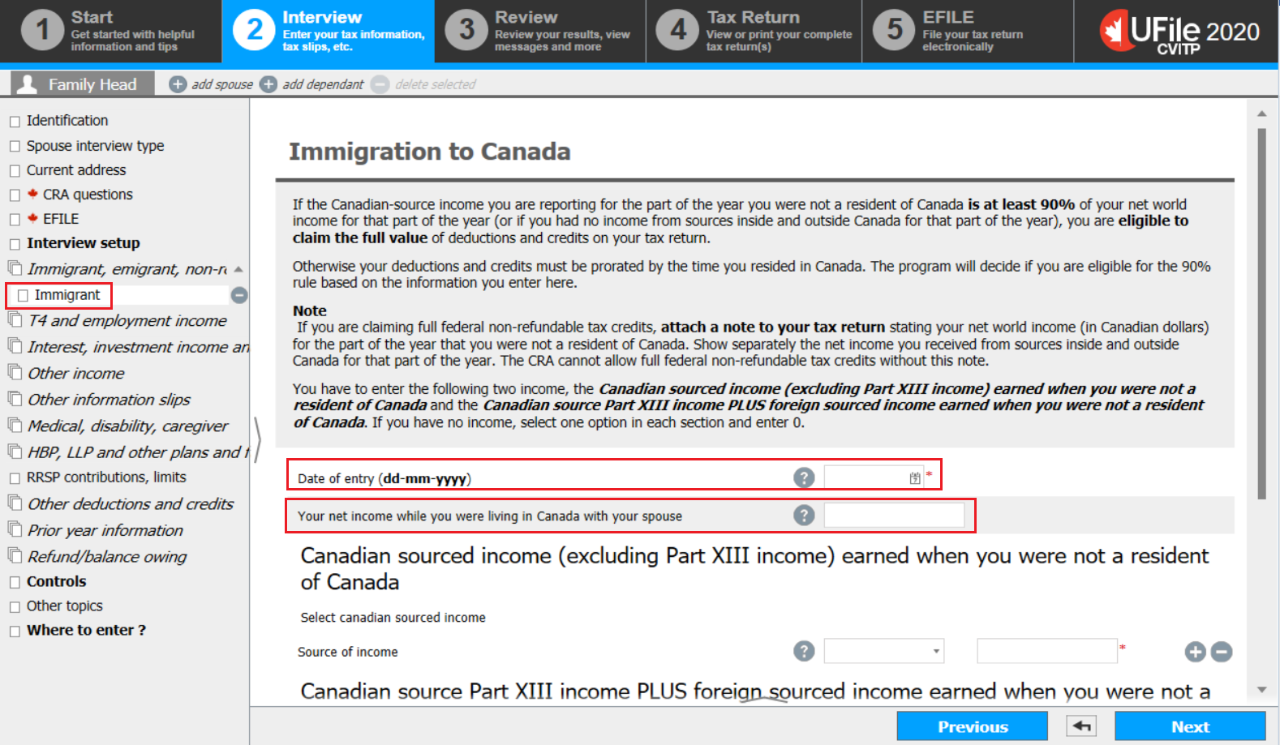 1
Start
Get started with helpful
information and tips
2
Interview
Enter your tax information,
tax slips, etc.
3
Review
Review your results, view
messages and more
4
Tax Return
View or print your complete
tax return(s)
5
EFILE
File your tax return
electronically
UFile 2020
CVITP
Family Head
+ add spouse + add dependant − delete selected
Identification
Spouse interview type
Current address
CRA questions
EFILE
Interview setup
Immigrant, emigrant, non-r
Immigrant
T4 and employment income
Interest, investment income an
Other income
Other information slips
Medical, disability, caregiver
HBP, LLP and other plans and f
RRSP contributions, limits
Other deductions and credits
Prior year information
Refund/balance owing
Controls
Other topics
Where to enter ?
Immigration to Canada
If the Canadian-source income you are reporting for the part of the year you were not a resident of Canada is at least 90% of your net world
income for that part of the year (or if you had no income from sources inside and outside Canada for that part of the year), you are eligible to
claim the full value of deductions and credits on your tax return.
Otherwise your deductions and credits must be prorated by the time you resided in Canada. The program will decide if you are eligible for the 90%
rule based on the information you enter here.
Note
If you are claiming full federal non-refundable tax credits, attach a note to your tax return stating your net world income (in Canadian dollars)
for the part of the year that you were not a resident of Canada. Show separately the net income you received from sources inside and outside
Canada for that part of the year. The CRA cannot allow full federal non-refundable tax credits without this note.
You have to enter the following two income, the Canadian sourced income (excluding Part XIII income) earned when you were not a
resident of Canada and the Canadian source Part XIII income PLUS foreign sourced income earned when you were not a resident
of Canada. If you have no income, select one option in each section and enter 0.
Date of entry (dd-mm-yyyy) ? *
Your net income while you were living in Canada with your spouse ?
Canadian sourced income (excluding Part XIII income) earned when you were not a resident
of Canada
Select canadian sourced income
Source of income ? * + −
Canadian source Part XIII income PLUS foreign sourced income earned when you were not a
Previous
Next